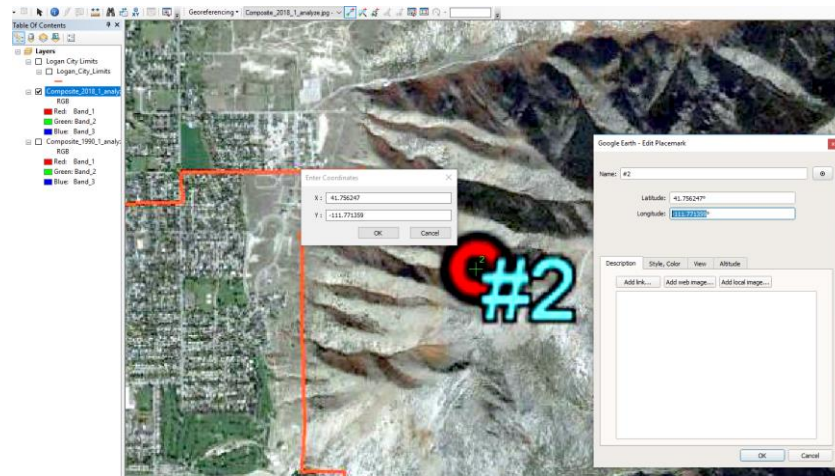 Georeferencing Composite_2018_1_analyze.jpg
Table Of Contents
Layers
Logan City Limits
Logan_City_Limits
Composite_2018_1_analyz
RGB
Red: Band_1
Green: Band_2
Blue: Band_3
Composite_1990_1_analy:
RGB
Red: Band_1
Green: Band_2
Blue: Band_3
Enter Coordinates
X : 41.756247
Y : -111.771359
OK Cancel
2
#2
Google Earth - Edit Placemark
Name: #2
Latitude: 41.756247°
Longitude: -111.771359°
Description Style, Color View Altitude
Add link... Add web image... Add local image...
OK Cancel